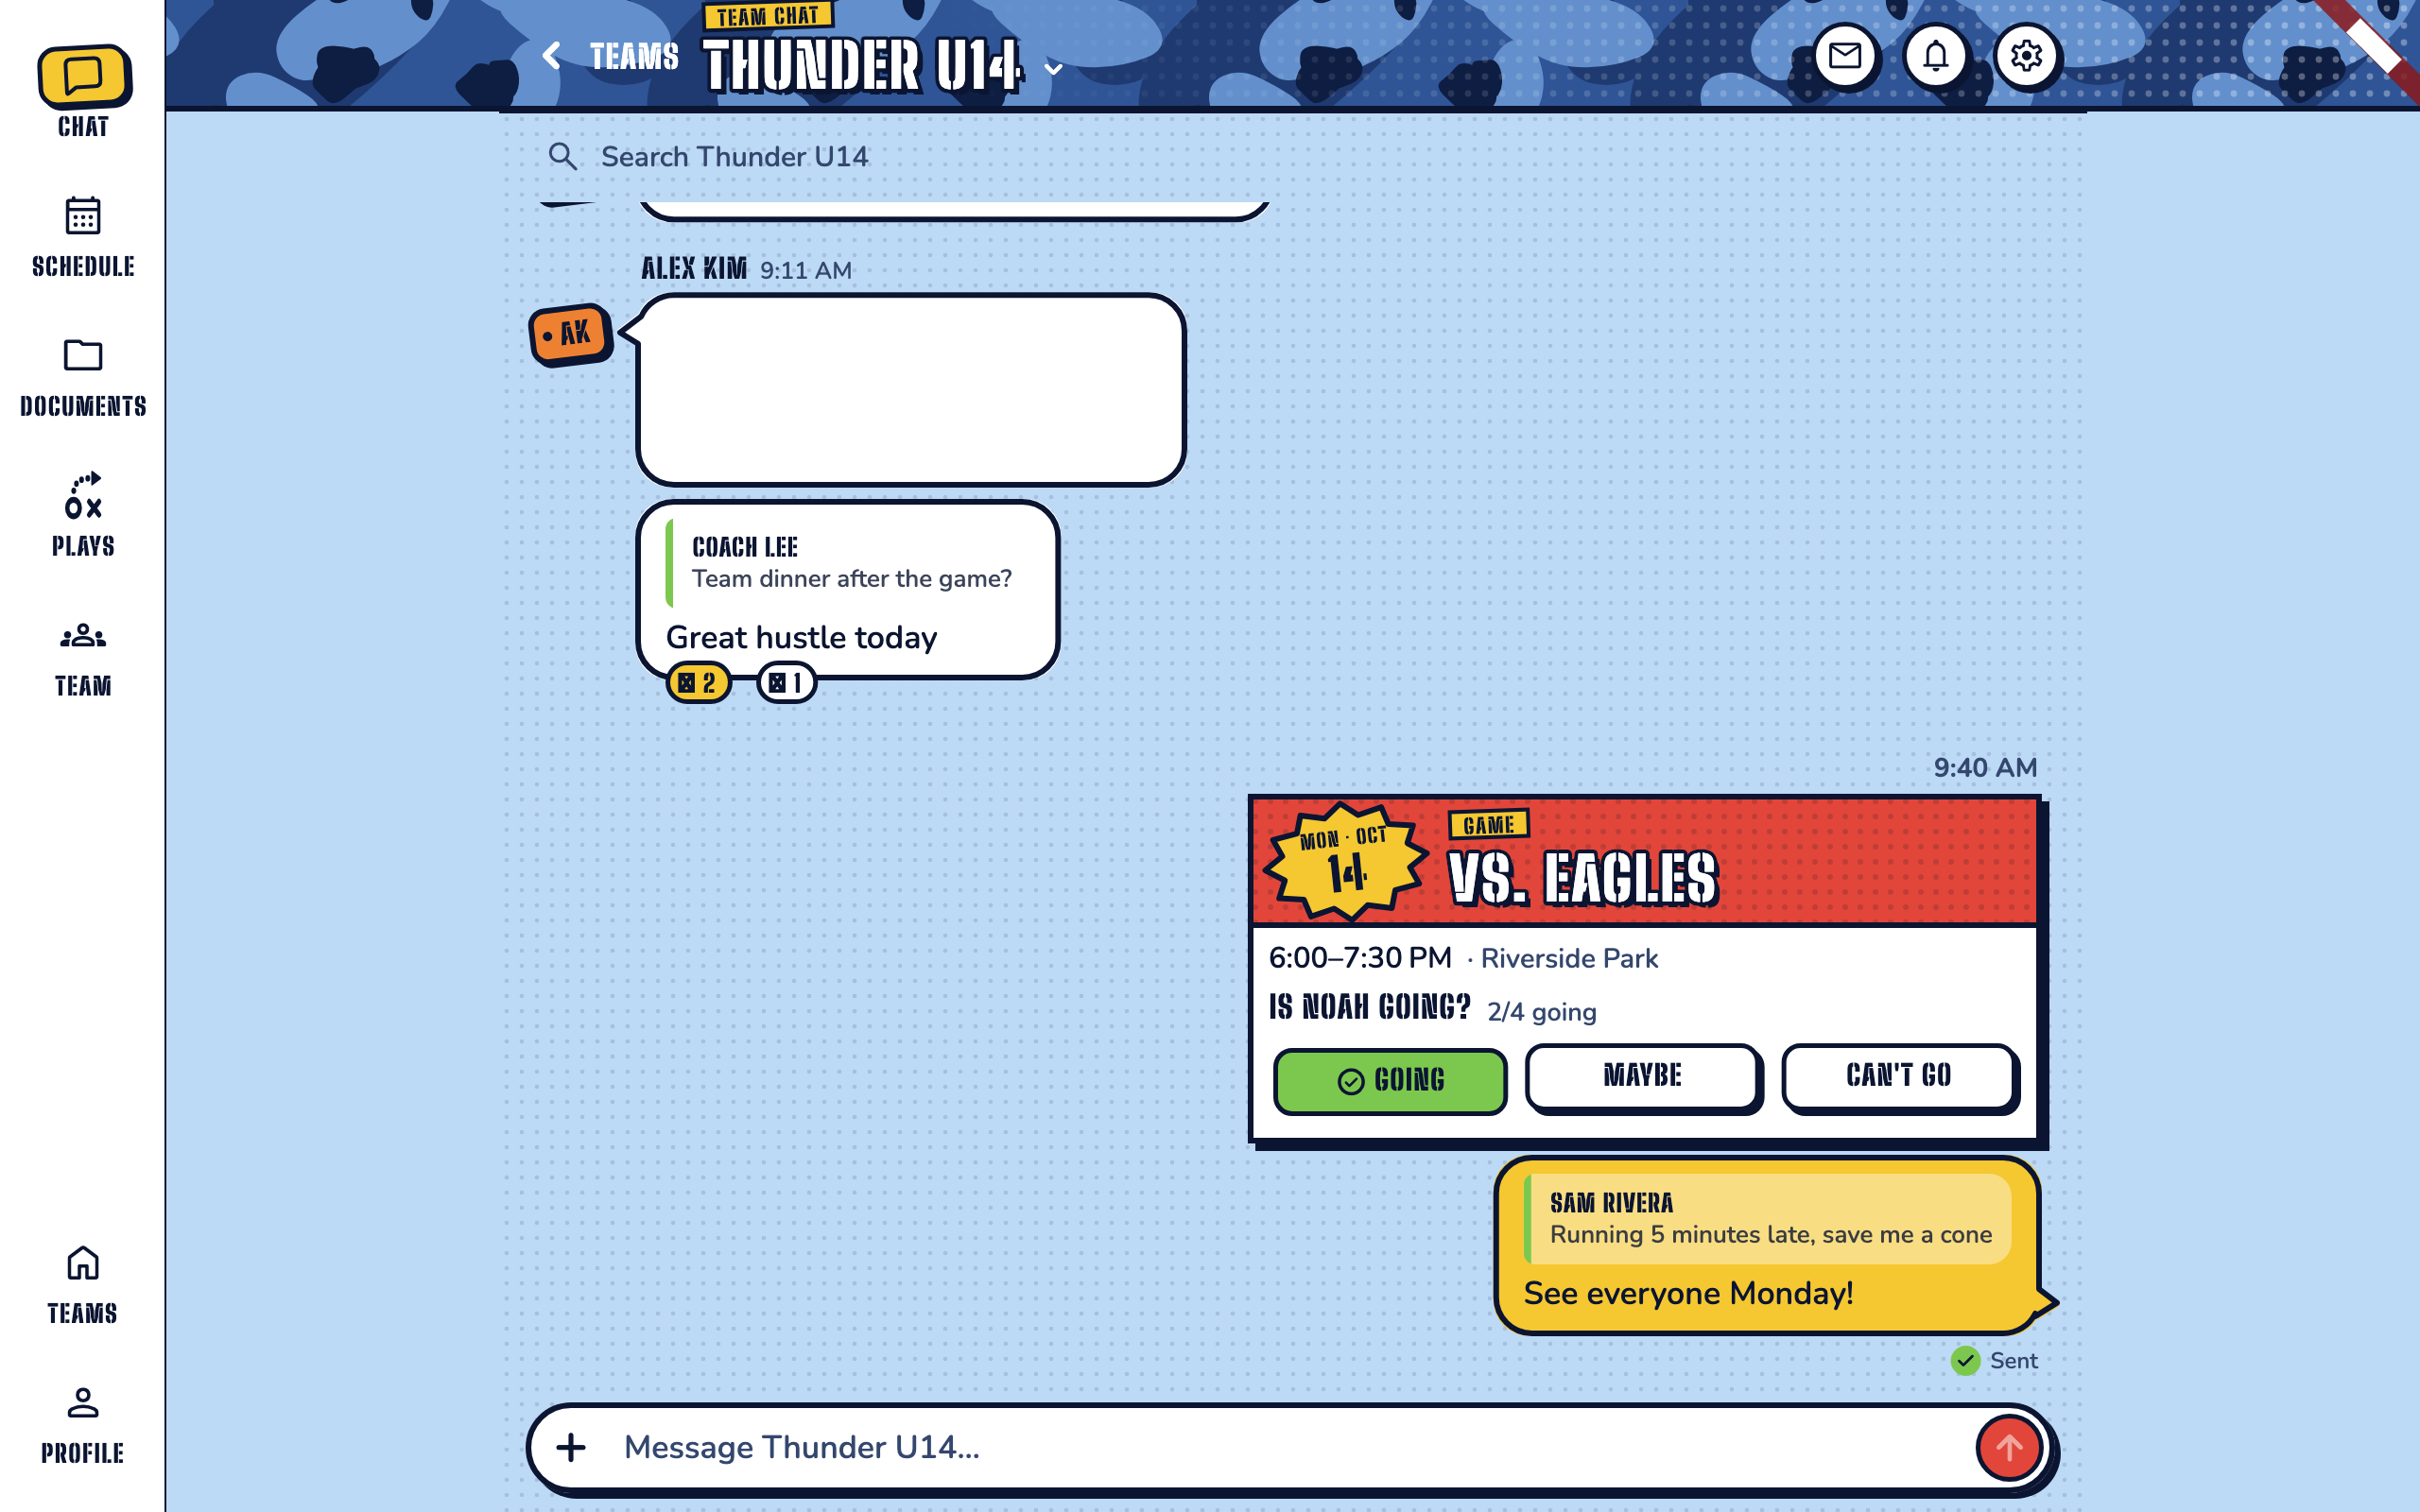 TEAM CHAT
TEAMS
THUNDER U14
CHAT
SCHEDULE
DOCUMENTS
PLAYS
TEAM
TEAMS
PROFILE
Search Thunder U14
ALEX KIM 9:11 AM
AK
COACH LEE
Team dinner after the game?
Great hustle today
2 1
9:40 AM
MON · OCT
14
GAME
VS. EAGLES
6:00–7:30 PM · Riverside Park
IS NOAH GOING? 2/4 going
GOING MAYBE CAN'T GO
SAM RIVERA
Running 5 minutes late, save me a cone
See everyone Monday!
Sent
Message Thunder U14...